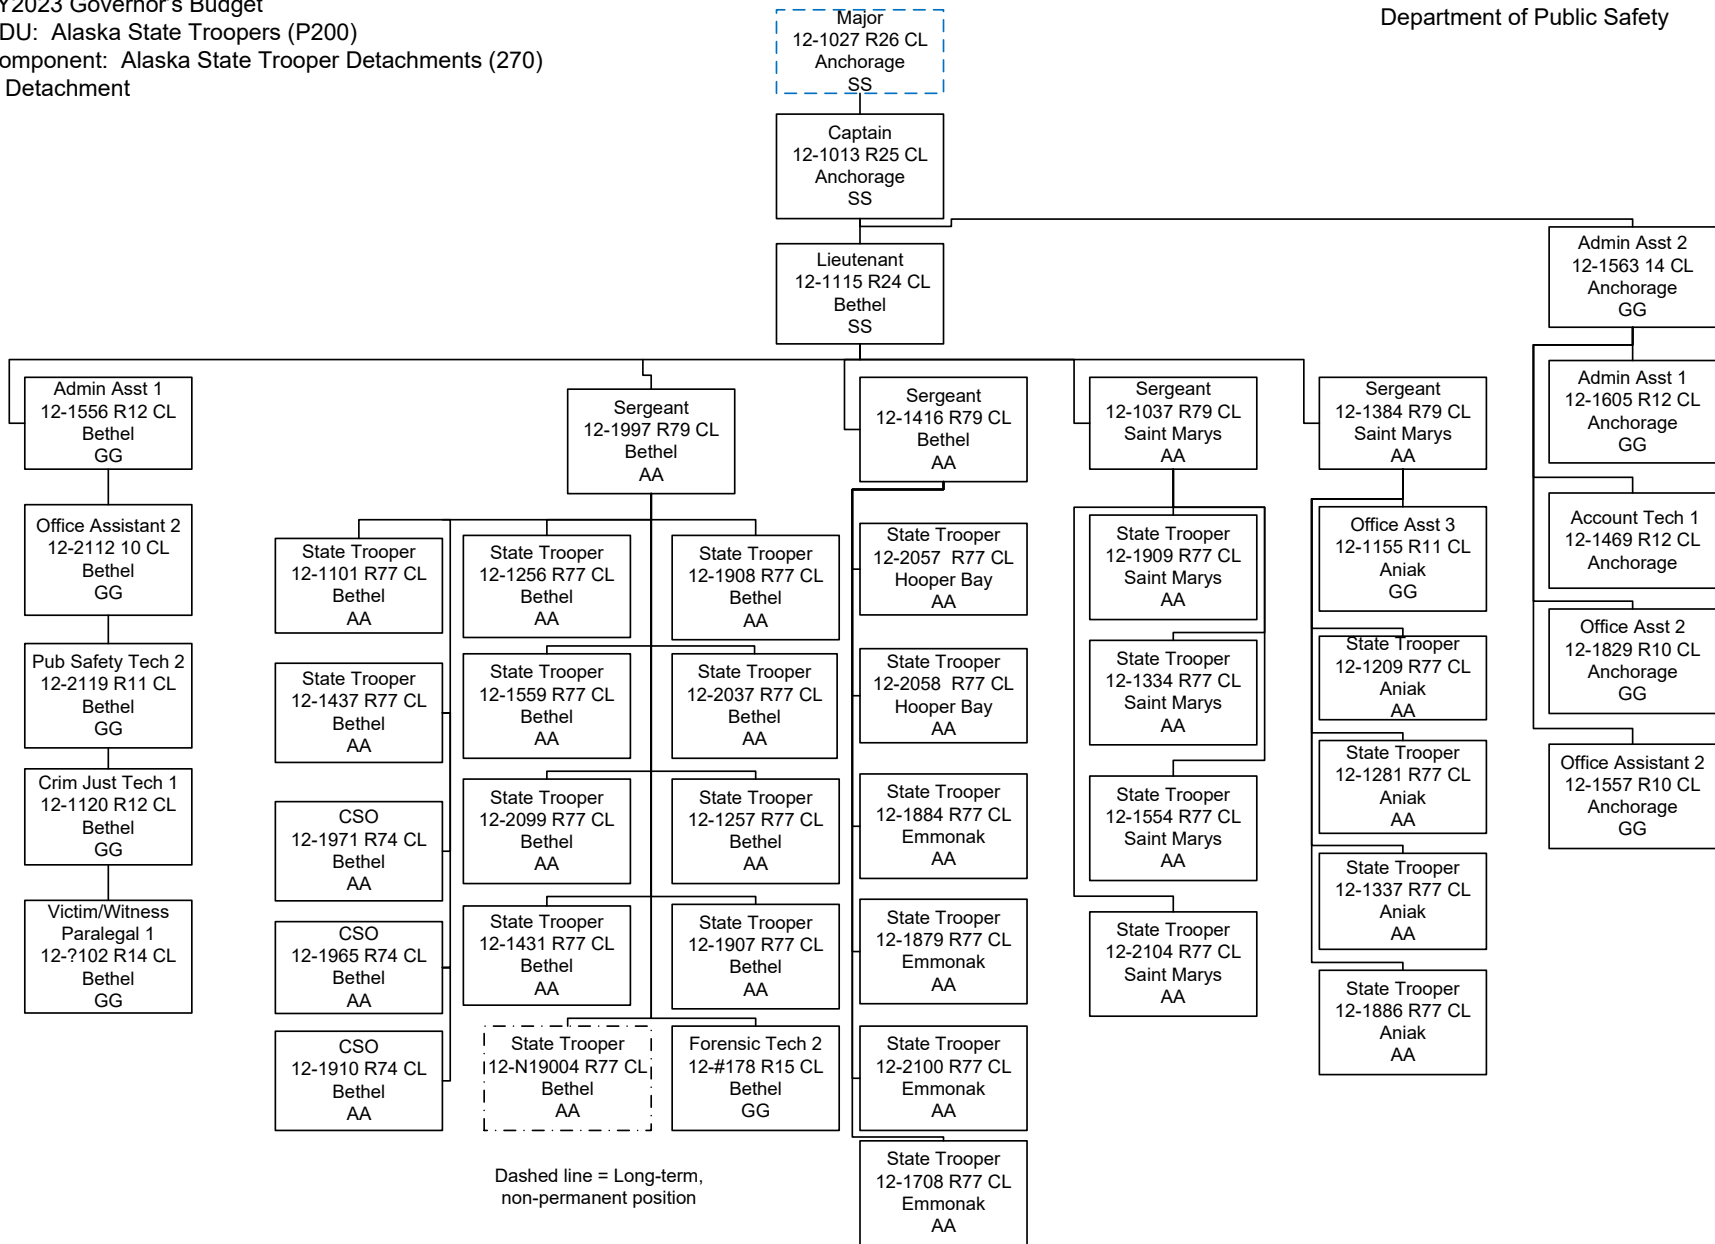 Y2023 Governor's Budget
DU: Alaska State Troopers (P200)
omponent: Alaska State Trooper Detachments (270)
Detachment
Department of Public Safety
Major
12-1027 R26 CL
Anchorage
SS
Captain
12-1013 R25 CL
Anchorage
SS
Lieutenant
12-1115 R24 CL
Bethel
SS
Admin Asst 2
12-1563 14 CL
Anchorage
GG
Admin Asst 1
12-1556 R12 CL
Bethel
GG
Office Assistant 2
12-2112 10 CL
Bethel
GG
Pub Safety Tech 2
12-2119 R11 CL
Bethel
GG
Crim Just Tech 1
12-1120 R12 CL
Bethel
GG
Victim/Witness
Paralegal 1
12-?102 R14 CL
Bethel
GG
Sergeant
12-1997 R79 CL
Bethel
AA
State Trooper
12-1101 R77 CL
Bethel
AA
State Trooper
12-1437 R77 CL
Bethel
AA
CSO
12-1971 R74 CL
Bethel
AA
CSO
12-1965 R74 CL
Bethel
AA
CSO
12-1910 R74 CL
Bethel
AA
State Trooper
12-1256 R77 CL
Bethel
AA
State Trooper
12-1559 R77 CL
Bethel
AA
State Trooper
12-2099 R77 CL
Bethel
AA
State Trooper
12-1431 R77 CL
Bethel
AA
State Trooper
12-N19004 R77 CL
Bethel
AA
State Trooper
12-1908 R77 CL
Bethel
AA
State Trooper
12-2037 R77 CL
Bethel
AA
State Trooper
12-1257 R77 CL
Bethel
AA
State Trooper
12-1907 R77 CL
Bethel
AA
Forensic Tech 2
12-#178 R15 CL
Bethel
GG
Sergeant
12-1416 R79 CL
Bethel
AA
State Trooper
12-2057 R77 CL
Hooper Bay
AA
State Trooper
12-2058 R77 CL
Hooper Bay
AA
State Trooper
12-1884 R77 CL
Emmonak
AA
State Trooper
12-1879 R77 CL
Emmonak
AA
State Trooper
12-2100 R77 CL
Emmonak
AA
State Trooper
12-1708 R77 CL
Emmonak
AA
Sergeant
12-1037 R79 CL
Saint Marys
AA
State Trooper
12-1909 R77 CL
Saint Marys
AA
State Trooper
12-1334 R77 CL
Saint Marys
AA
State Trooper
12-1554 R77 CL
Saint Marys
AA
State Trooper
12-2104 R77 CL
Saint Marys
AA
Sergeant
12-1384 R79 CL
Saint Marys
AA
Office Asst 3
12-1155 R11 CL
Aniak
GG
State Trooper
12-1209 R77 CL
Aniak
AA
State Trooper
12-1281 R77 CL
Aniak
AA
State Trooper
12-1337 R77 CL
Aniak
AA
State Trooper
12-1886 R77 CL
Aniak
AA
Admin Asst 1
12-1605 R12 CL
Anchorage
GG
Account Tech 1
12-1469 R12 CL
Anchorage
Office Asst 2
12-1829 R10 CL
Anchorage
GG
Office Assistant 2
12-1557 R10 CL
Anchorage
GG
Dashed line = Long-term,
non-permanent position